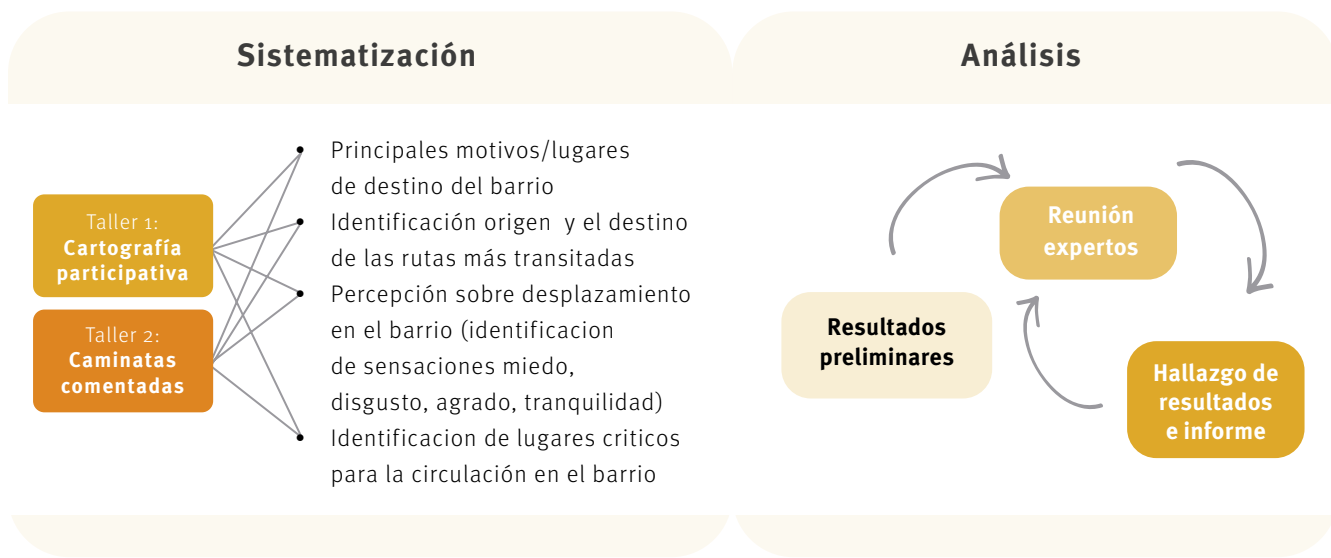 Sistematización
Taller 1:
Cartografía
participativa
Taller 2:
Caminatas
comentadas
• Principales motivos/lugares
de destino del barrio
• Identificación origen y el destino
de las rutas más transitadas
• Percepción sobre desplazamiento
en el barrio (identificacion
de sensaciones miedo,
disgusto, agrado, tranquilidad)
• Identificacion de lugares criticos
para la circulación en el barrio
Análisis
Resultados
preliminares
Reunión
expertos
Hallazgo de
resultados
e informe